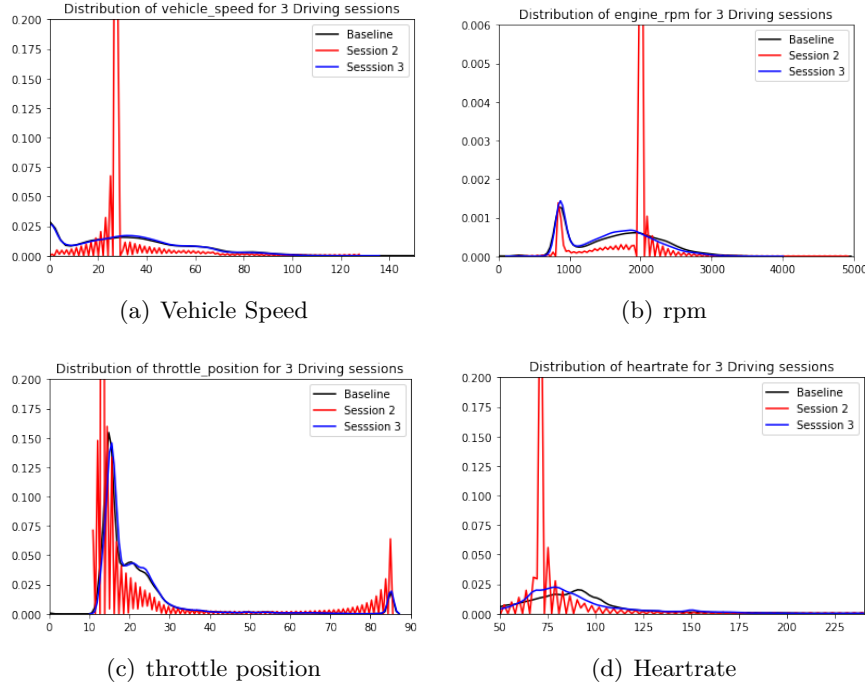 Distribution of vehicle_speed for 3 Driving sessions
0.200
0.175
0.150
0.125
0.100
0.075
0.050
0.025
0.000
0 20 40 60 80 100 120 140
Baseline
Session 2
Sesssion 3
(a) Vehicle Speed
Distribution of engine_rpm for 3 Driving sessions
0.006
0.005
0.004
0.003
0.002
0.001
0.000
0 1000 2000 3000 4000 5000
Baseline
Session 2
Sesssion 3
(b) rpm
Distribution of throttle_position for 3 Driving sessions
0.200
0.175
0.150
0.125
0.100
0.075
0.050
0.025
0.000
0 10 20 30 40 50 60 70 80 90
Baseline
Session 2
Sesssion 3
(c) throttle position
Distribution of heartrate for 3 Driving sessions
0.200
0.175
0.150
0.125
0.100
0.075
0.050
0.025
0.000
50 75 100 125 150 175 200 225
Baseline
Session 2
Sesssion 3
(d) Heartrate